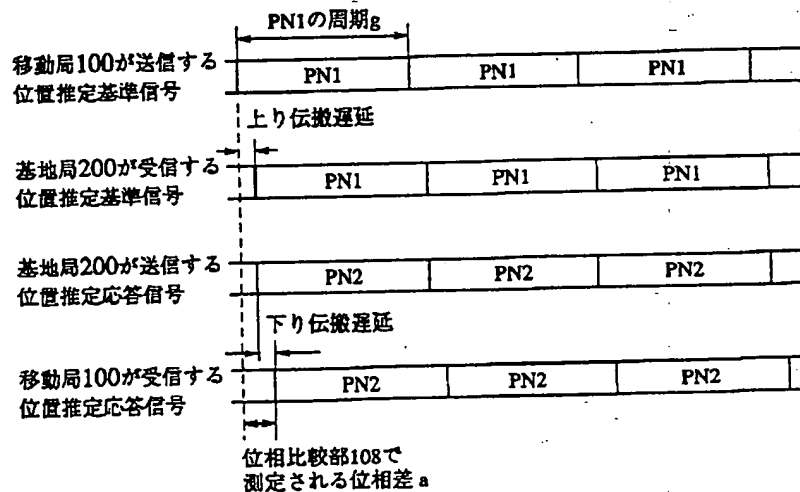 PN1の周期g
移動局100が送信する
位置推定基準信号
PN1 PN1 PN1
上り伝搬遅延
基地局200が受信する
位置推定基準信号
PN1 PN1 PN1
基地局200が送信する
位置推定応答信号
PN2 PN2 PN2
下り伝搬遅延
移動局100が受信する
位置推定応答信号
PN2 PN2 PN2
位相比較部108で
測定される位相差a